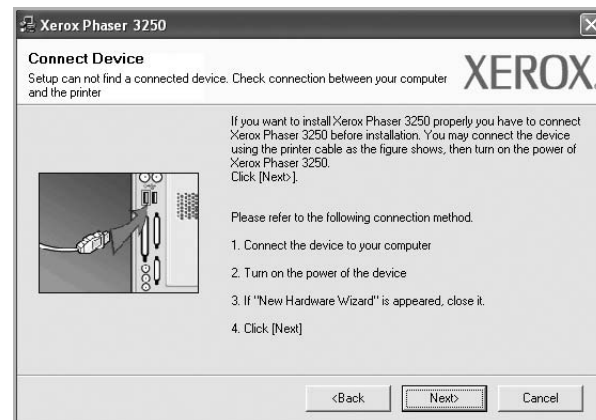 Xerox Phaser 3250
Connect Device
Setup can not find a connected device. Check connection between your computer
and the printer
XEROX.
If you want to install Xerox Phaser 3250 properly you have to connect
Xerox Phaser 3250 before installation. You may connect the device
using the printer cable as the figure shows, then turn on the power of
Xerox Phaser 3250.
Click [Next>].
Please refer to the following connection method.
1. Connect the device to your computer
2. Turn on the power of the device
3. If "New Hardware Wizard" is appeared, close it.
4. Click [Next]
<Back
Next>
Cancel